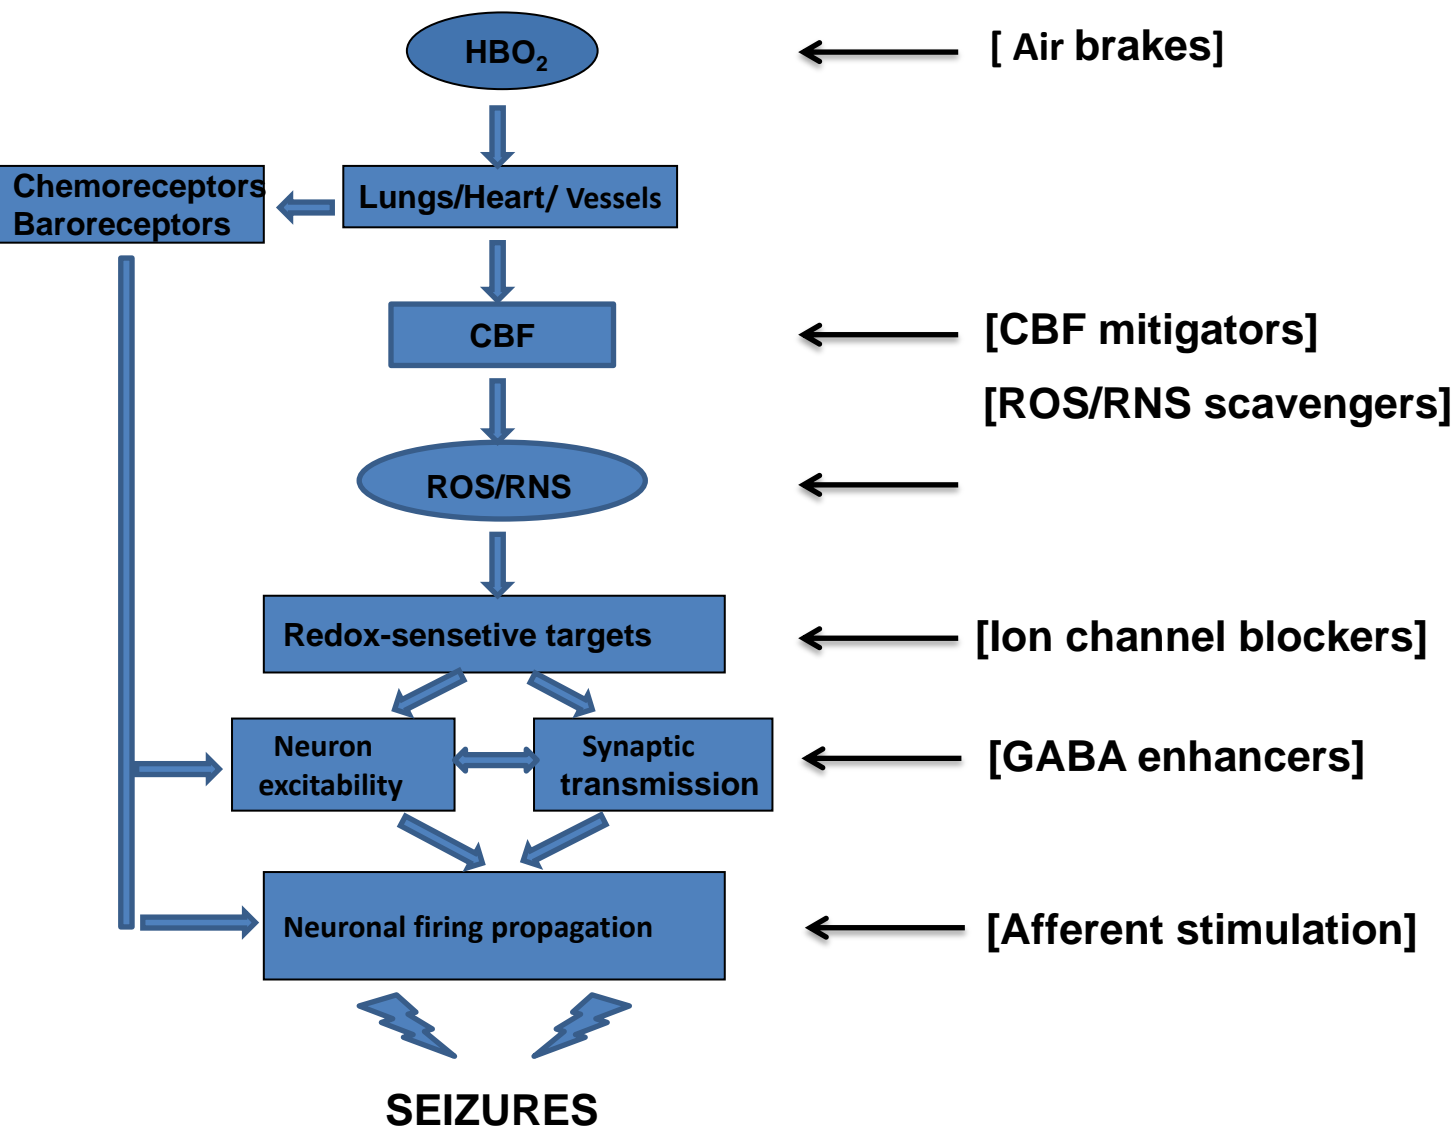 HBO2
[ Air brakes]
Chemoreceptors
Baroreceptors
Lungs/Heart/ Vessels
CBF
[CBF mitigators]
[ROS/RNS scavengers]
ROS/RNS
Redox-sensetive targets
[Ion channel blockers]
Neuron
excitability
Synaptic
transmission
[GABA enhancers]
Neuronal firing propagation
[Afferent stimulation]
SEIZURES